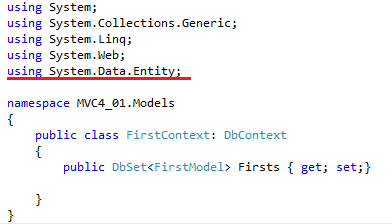 using System;
using System.Collections.Generic;
using System.Linq;
using System.Web;
using System.Data.Entity;
namespace MVC4_01.Models
{
public class FirstContext: DbContext
{
public DbSet<FirstModel> Firsts { get; set;}
}
}